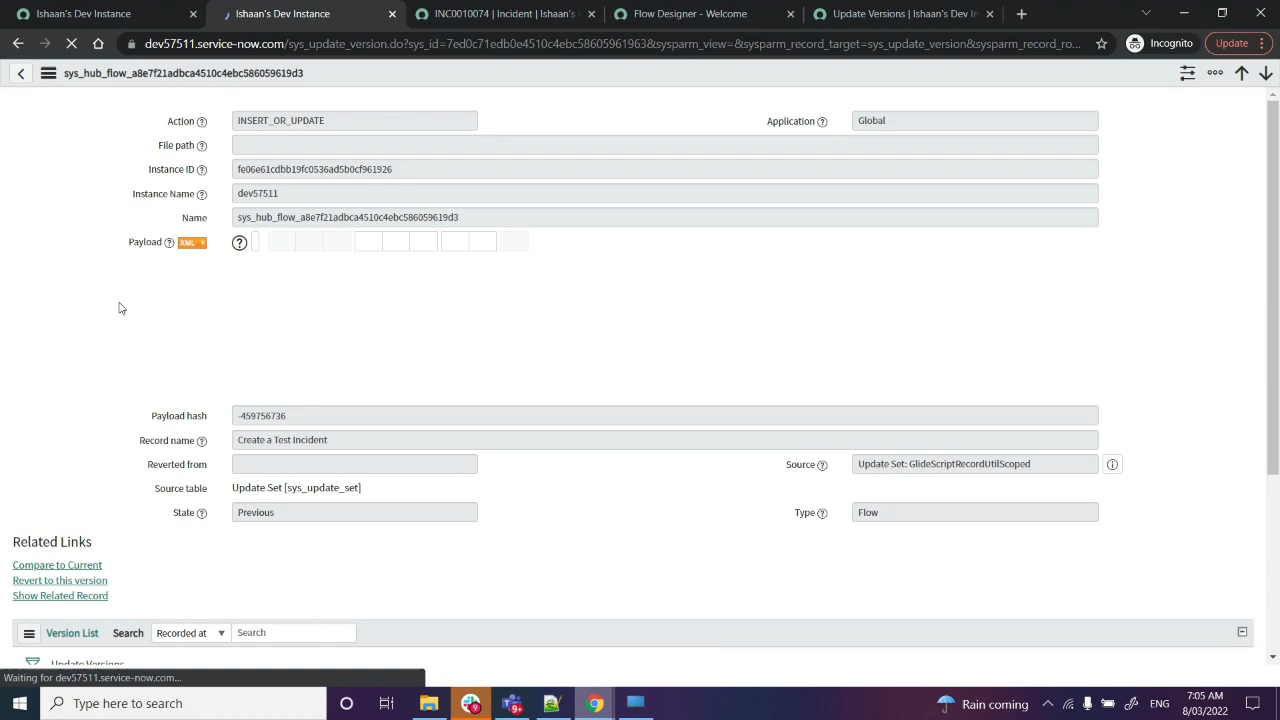 Ishaan's Dev Instance
Ishaan's Dev Instance
INC0010074 | Incident | Ishaan's
Flow Designer - Welcome
Update Versions | Ishaan's Dev In
dev57511.service-now.com/sys_update_version.do?sys_id=7ed0c71edb0e4510c4ebc58605961963&sysparm_view=&sysparm_record_target=sys_update_version&sysparm_record_ro...
Incognito
Update
sys_hub_flow_a8e7f21adbca4510c4ebc586059619d3
Action INSERT_OR_UPDATE Application Global
File path
Instance ID fe06e61cdbb19fc0536ad5b0cf961926
Instance Name dev57511
Name sys_hub_flow_a8e7f21adbca4510c4ebc586059619d3
Payload XML
Payload hash -459756736
Record name Create a Test Incident
Reverted from Source Update Set: GlideScriptRecordUtilScoped
Source table Update Set [sys_update_set]
State Previous Type Flow
Related Links
Compare to Current
Revert to this version
Show Related Record
Version List Search Recorded at Search
Update Versions
Waiting for dev57511.service-now.com...
Type here to search
9+
Rain coming
7:05 AM
8/03/2022